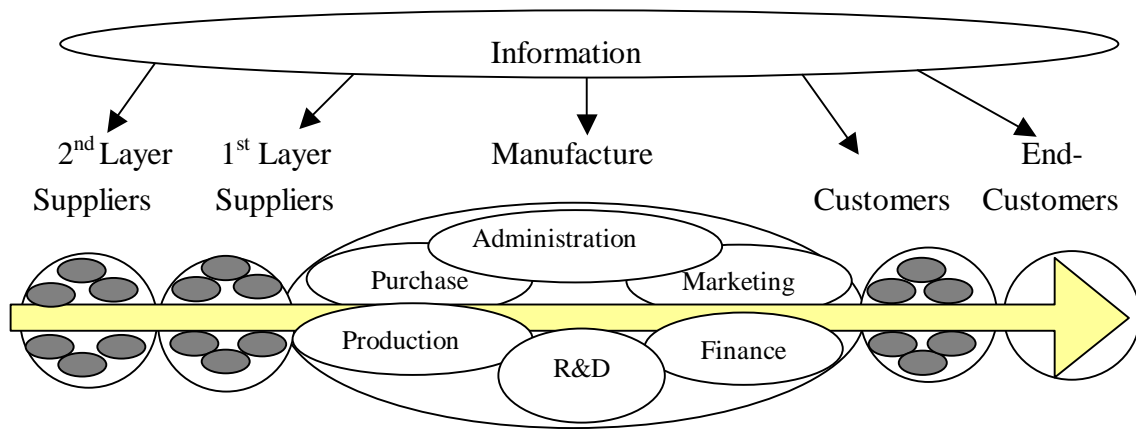 Information
2nd Layer
Suppliers
1st Layer
Suppliers
Manufacture
Customers
End-
Customers
Administration
Purchase
Marketing
Production
R&D
Finance